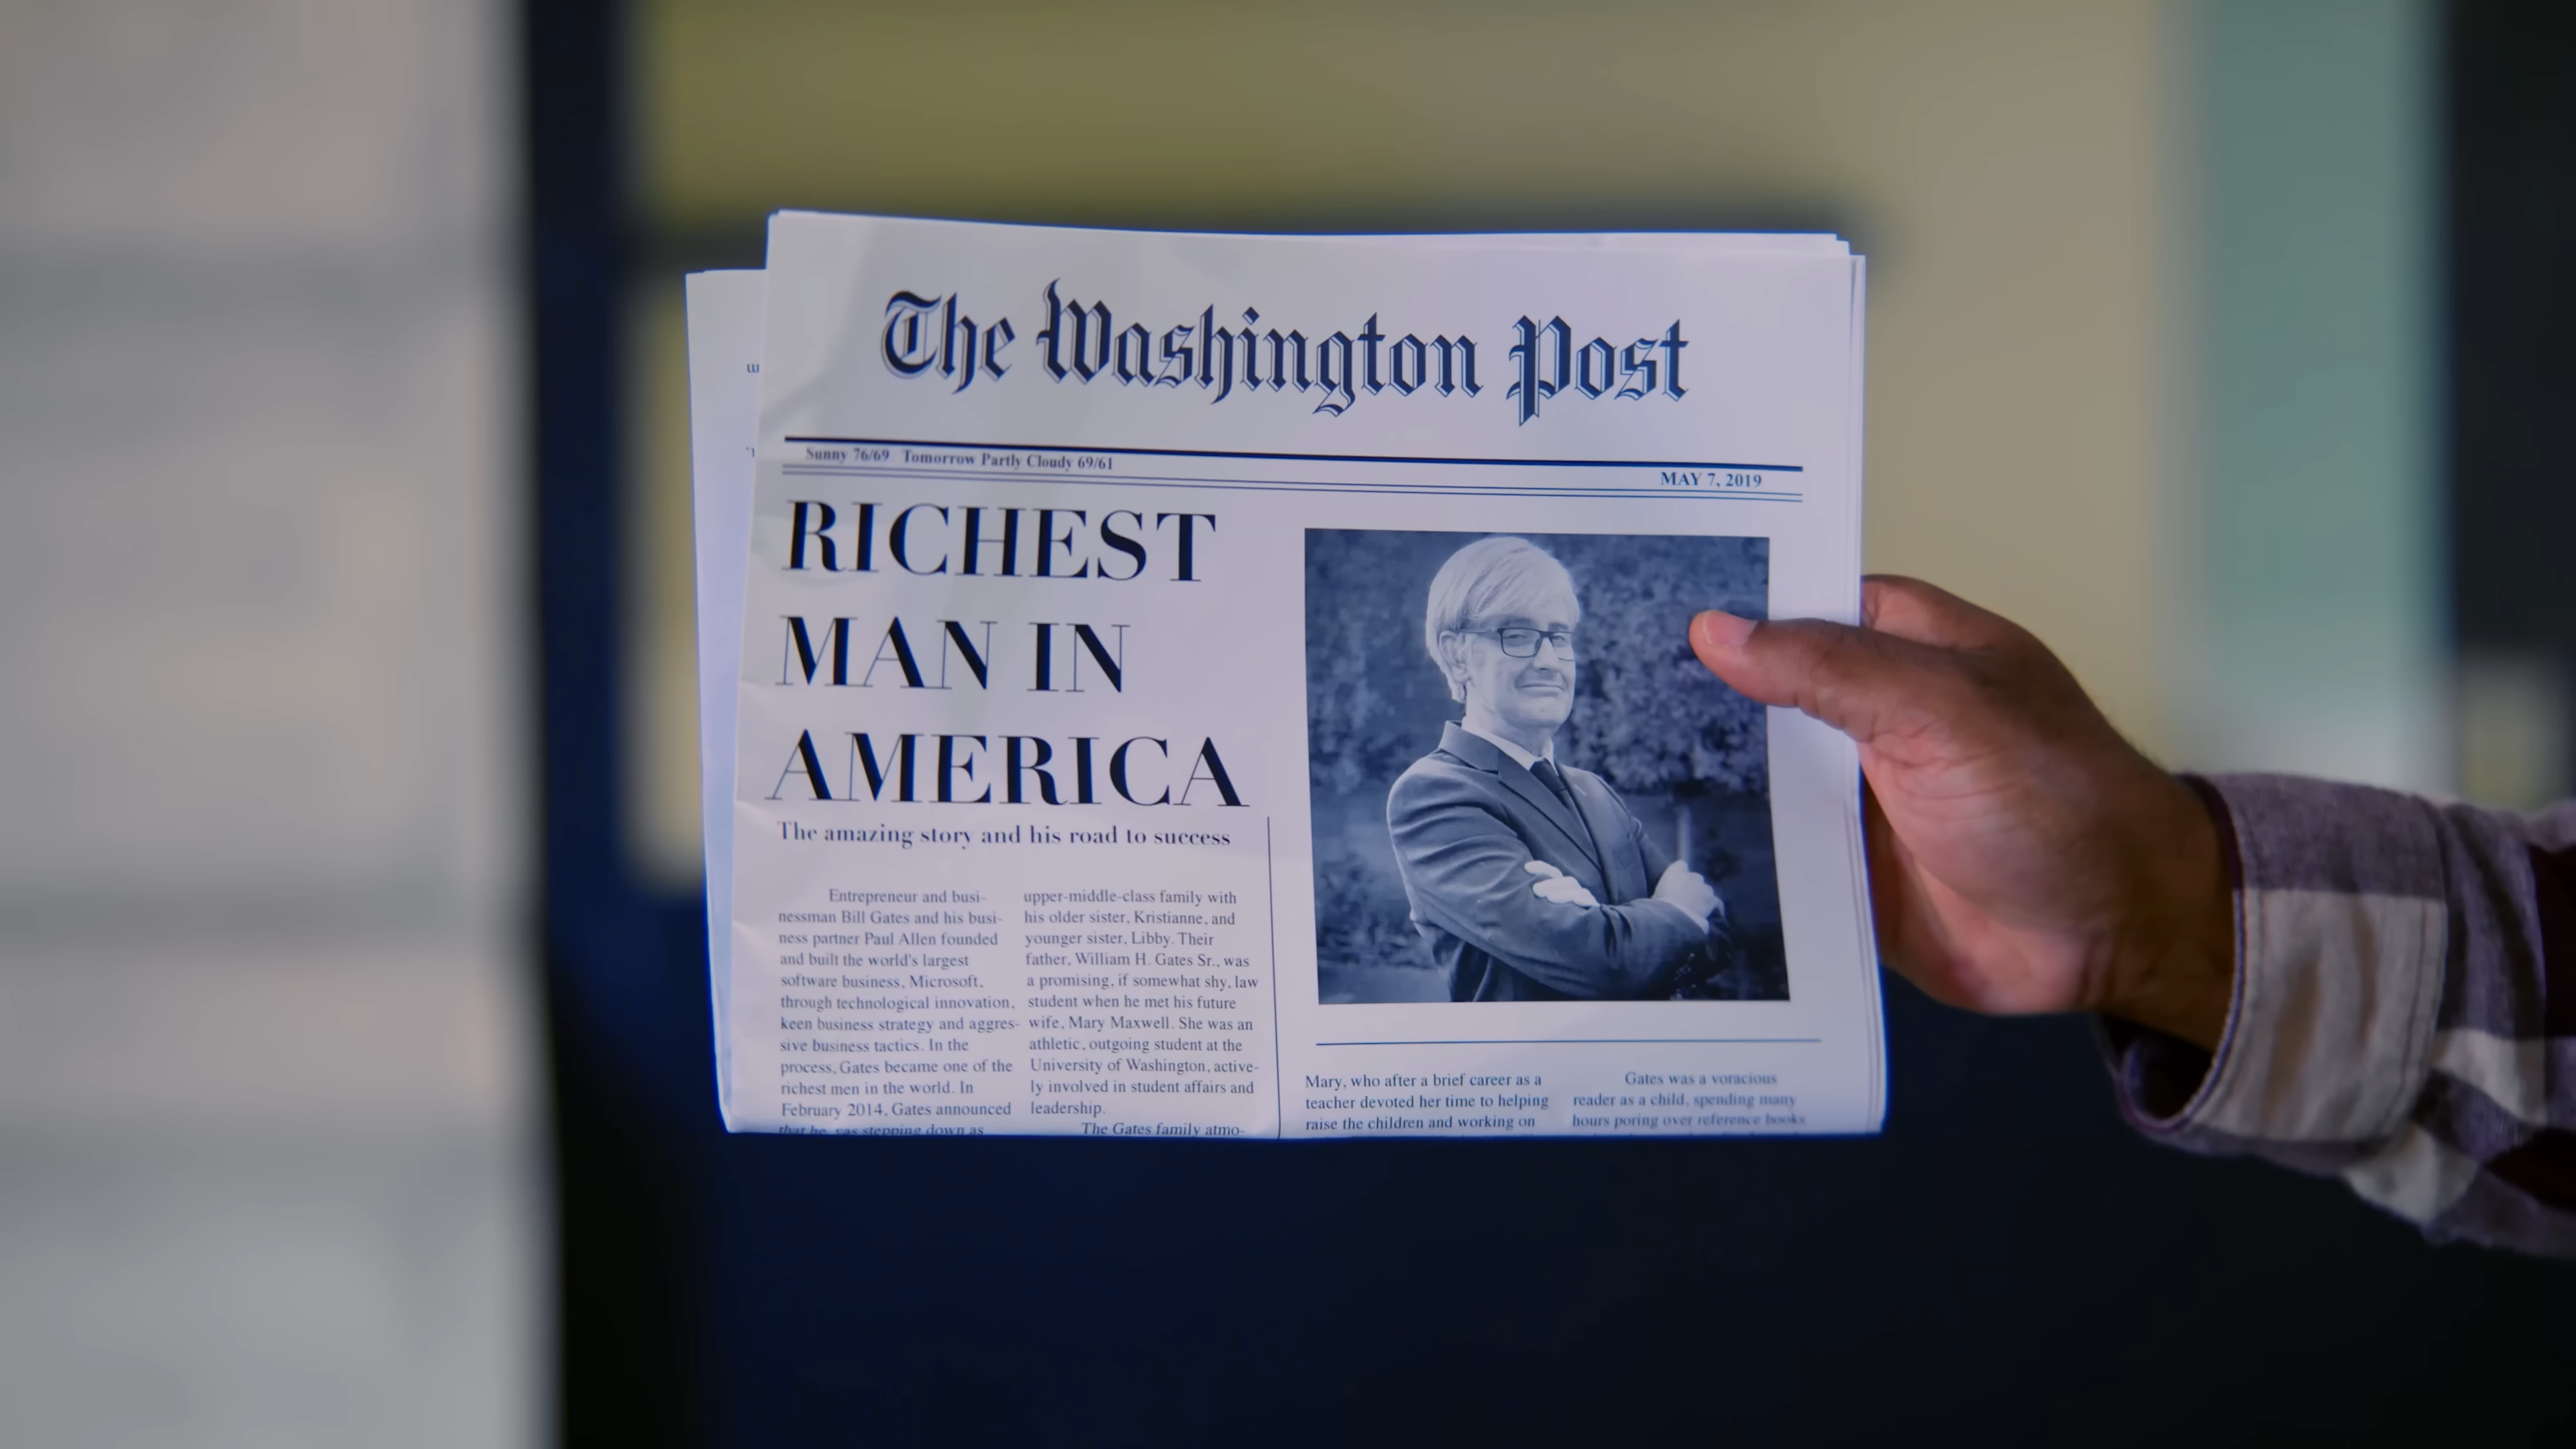 The Washington Post
Sunny 76/69 Tomorrow Partly Cloudy 69/61
MAY 7, 2019
RICHEST
MAN IN
AMERICA
The amazing story and his road to success
Entrepreneur and busi-
nessman Bill Gates and his busi-
ness partner Paul Allen founded
and built the world's largest
software business, Microsoft,
through technological innovation,
keen business strategy and aggres-
sive business tactics. In the
process, Gates became one of the
richest men in the world. In
February 2014, Gates announced
that he was stepping down as
upper-middle-class family with
his older sister, Kristianne, and
younger sister, Libby. Their
father, William H. Gates Sr., was
a promising, if somewhat shy, law
student when he met his future
wife, Mary Maxwell. She was an
athletic, outgoing student at the
University of Washington, active-
ly involved in student affairs and
leadership.
The Gates family atmo-
Mary, who after a brief career as a
teacher devoted her time to helping
raise the children and working on
Gates was a voracious
reader as a child, spending many
hours poring over reference books